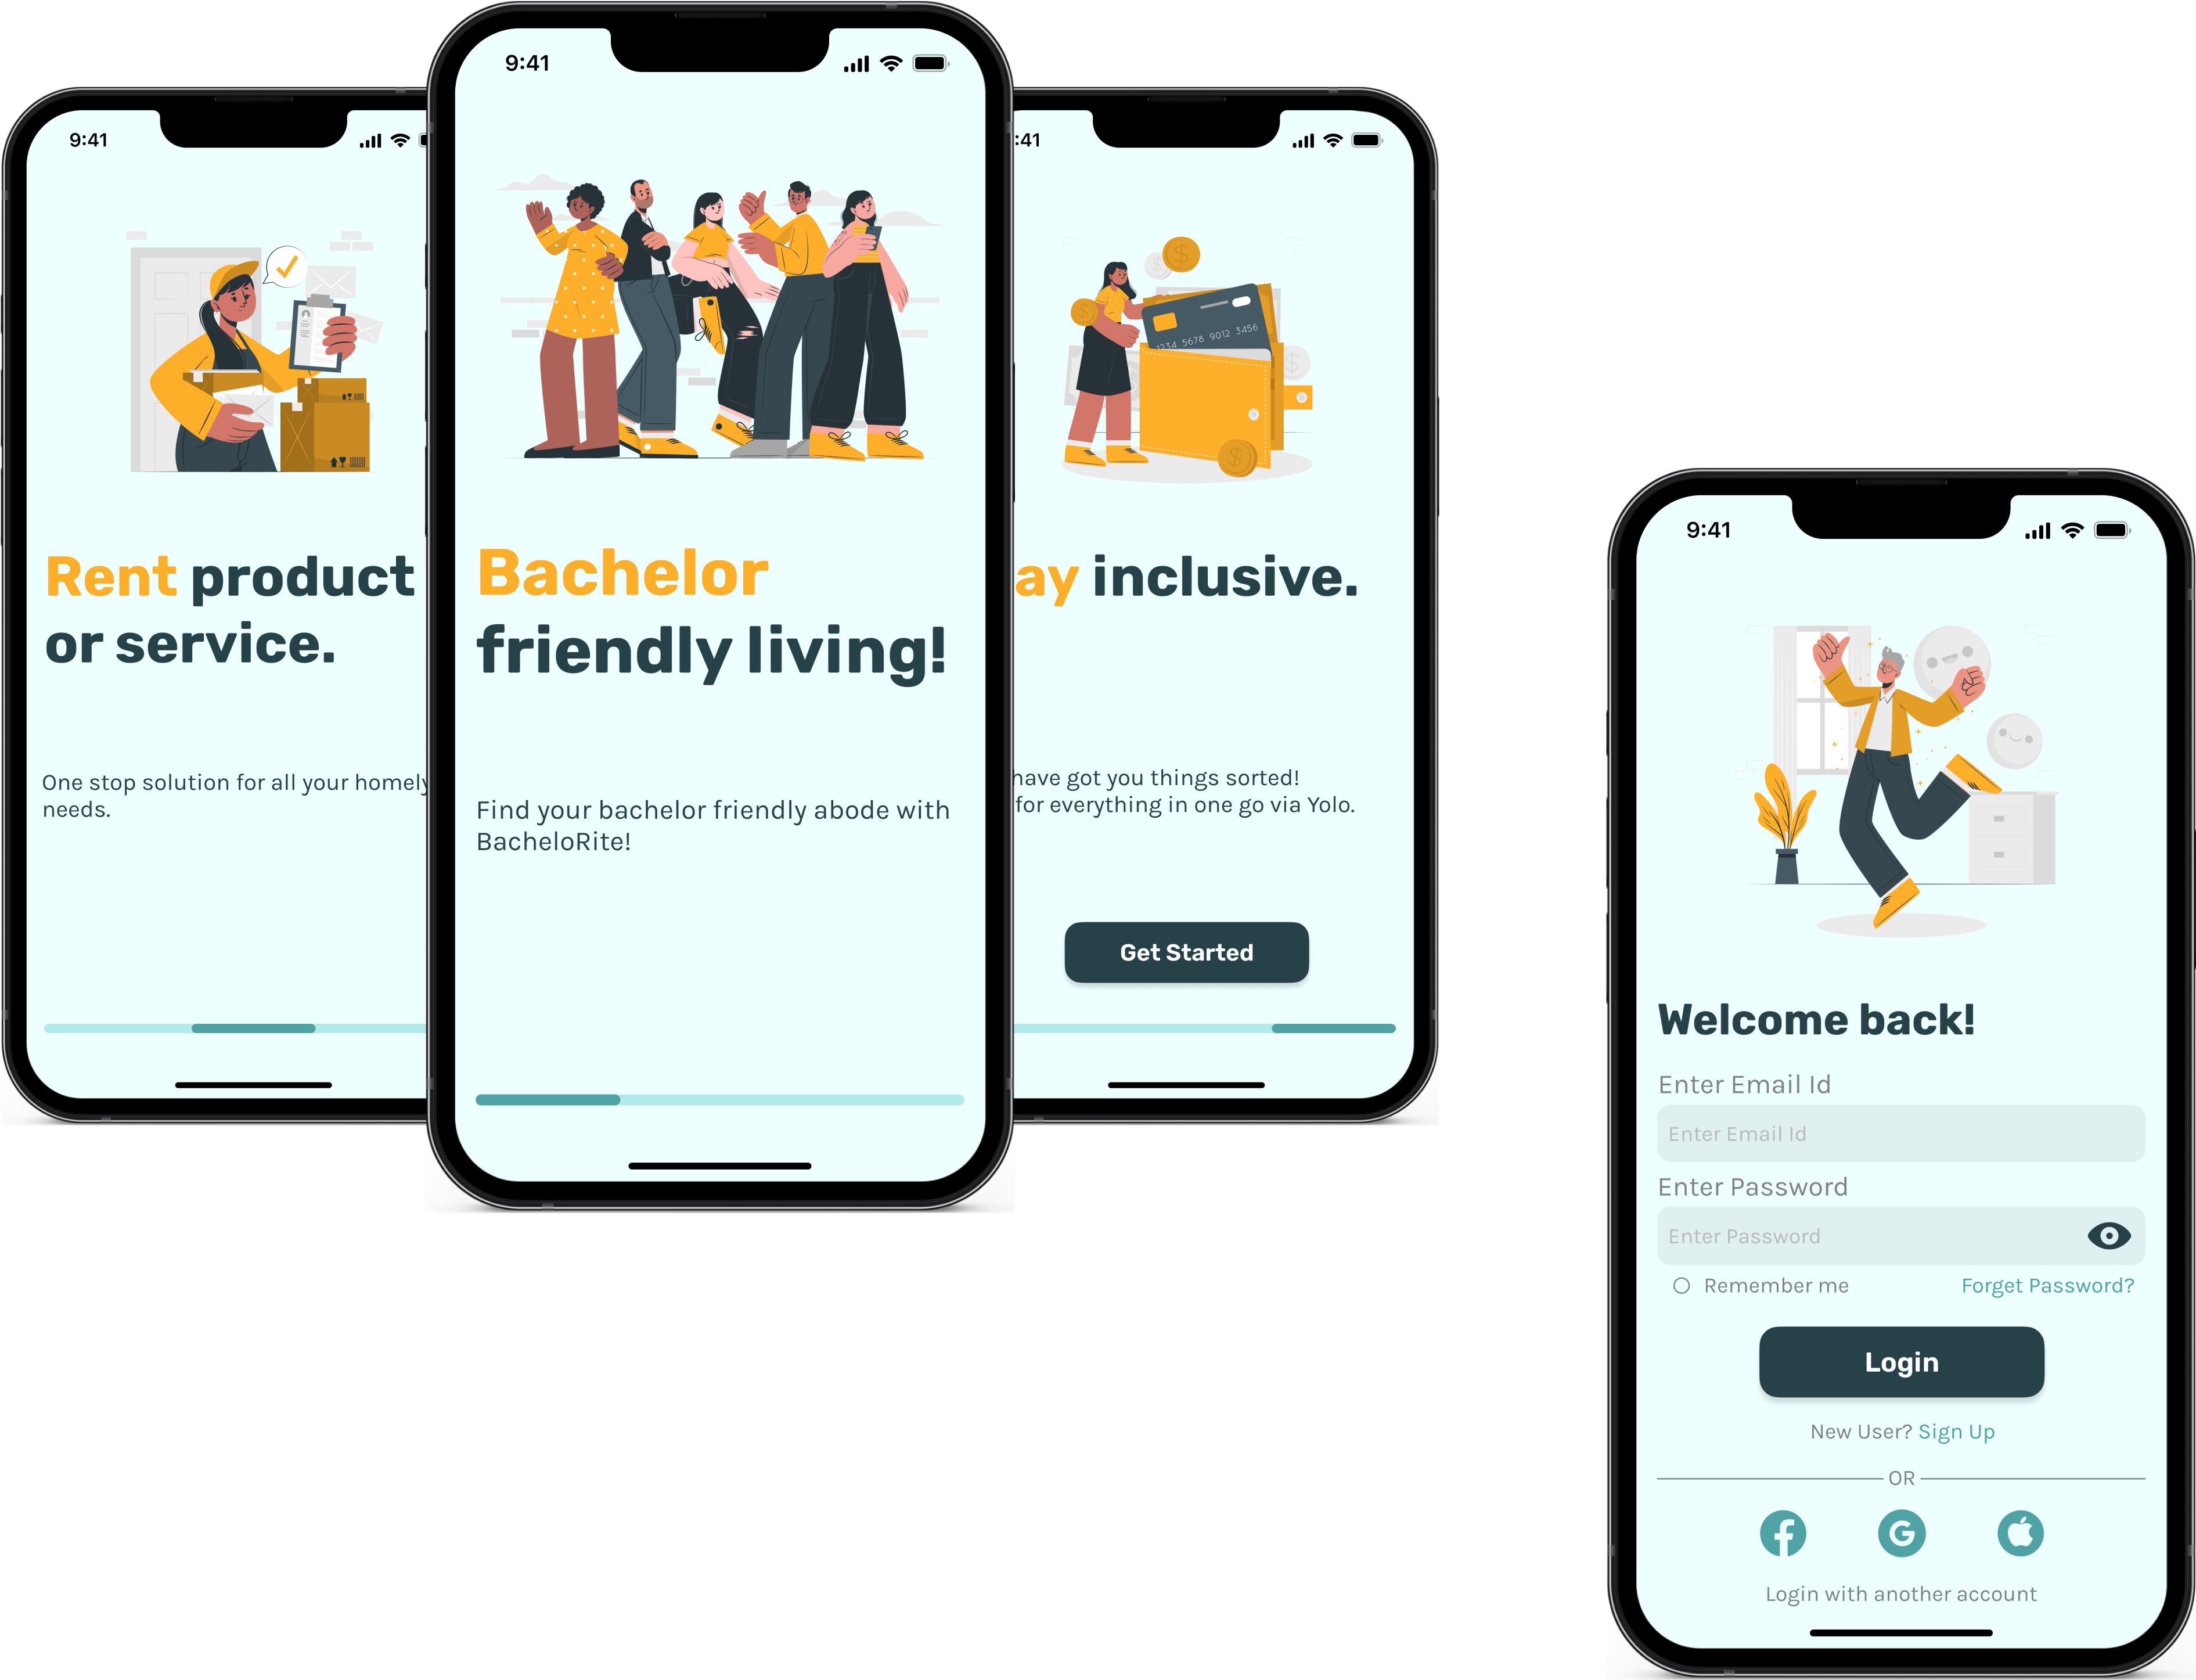 9:41
Rent product
or service.
One stop solution for all your homely
needs.
9:41
Bachelor
friendly living!
Find your bachelor friendly abode with
BacheloRite!
:41
1234 5678 9012 3456
ay inclusive.
have got you things sorted!
for everything in one go via Yolo.
Get Started
9:41
Welcome back!
Enter Email Id
Enter Email Id
Enter Password
Enter Password
Remember me
Forget Password?
Login
New User? Sign Up
OR
Login with another account